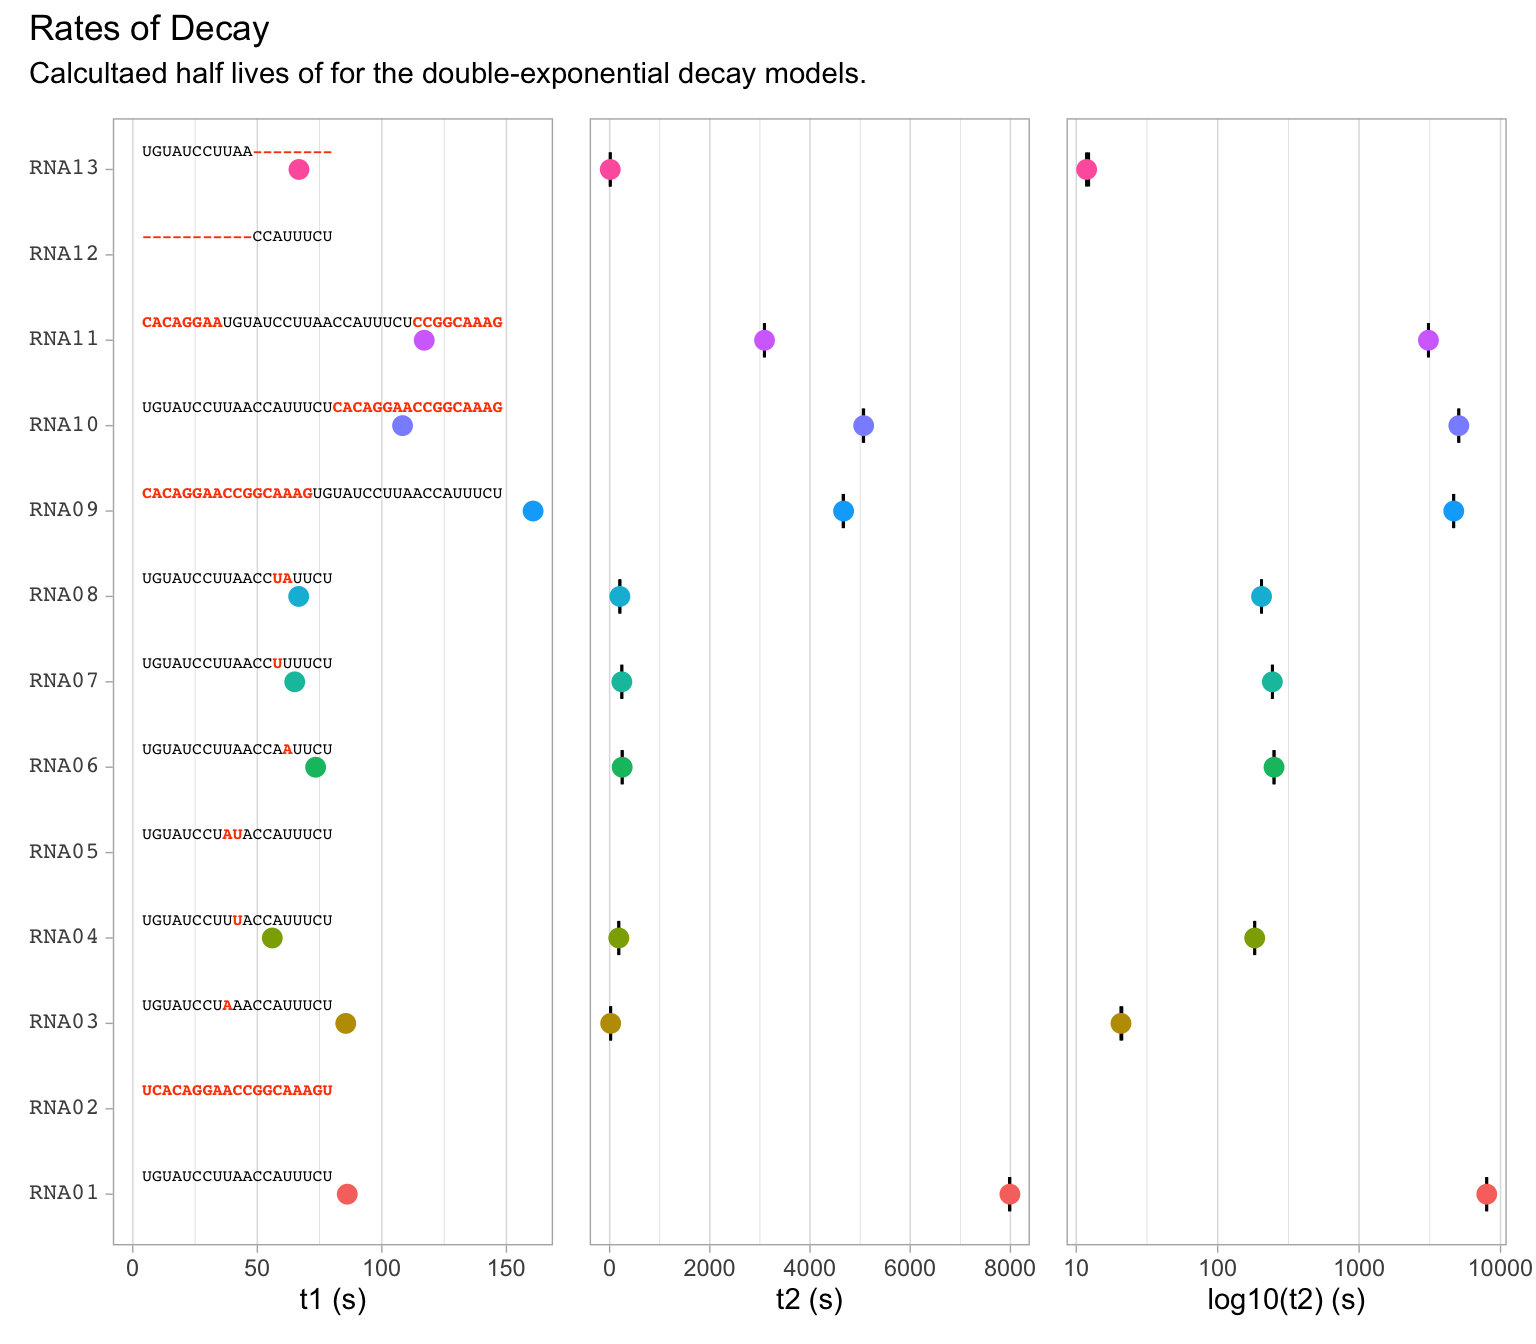 Rates of Decay
Calcultaed half lives of for the double-exponential decay models.
UGUAUCCUUAA--------
RNA13
-----------CCAUUUCU
RNA12
CACAGGAAUGUAUCCUUAACCAUUUCUCCGGCAAAG
RNA11
UGUAUCCUUAACCAUUUCUCACAGGAACCGGCAAAG
RNA10
CACAGGAACCGGCAAAGUGUAUCCUUAACCAUUUCU
RNA09
UGUAUCCUUAACCUAUUCU
RNA08
UGUAUCCUUAACCUUUUCU
RNA07
UGUAUCCUUAACCAAUUCU
RNA06
UGUAUCCUAUACCAUUUCU
RNA05
UGUAUCCUUUACCAUUUCU
RNA04
UGUAUCCUAAACCAUUUCU
RNA03
UCACAGGAACCGGCAAAGU
RNA02
UGUAUCCUUAACCAUUUCU
RNA01
0 50 100 150 0 2000 4000 6000 8000 10 100 1000 10000
t1 (s) t2 (s) log10(t2) (s)